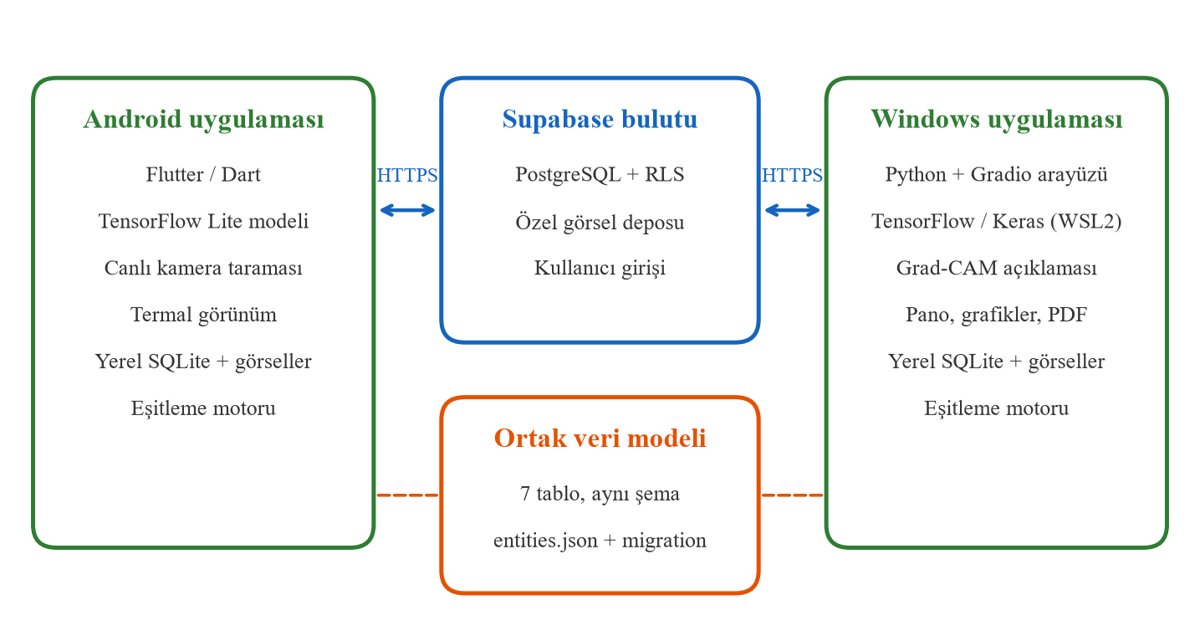 Android uygulaması
Flutter / Dart
TensorFlow Lite modeli
Canlı kamera taraması
Termal görünüm
Yerel SQLite + görseller
Eşitleme motoru
HTTPS
Supabase bulutu
PostgreSQL + RLS
Özel görsel deposu
Kullanıcı girişi
HTTPS
Ortak veri modeli
7 tablo, aynı şema
entities.json + migration
Windows uygulaması
Python + Gradio arayüzü
TensorFlow / Keras (WSL2)
Grad-CAM açıklaması
Pano, grafikler, PDF
Yerel SQLite + görseller
Eşitleme motoru